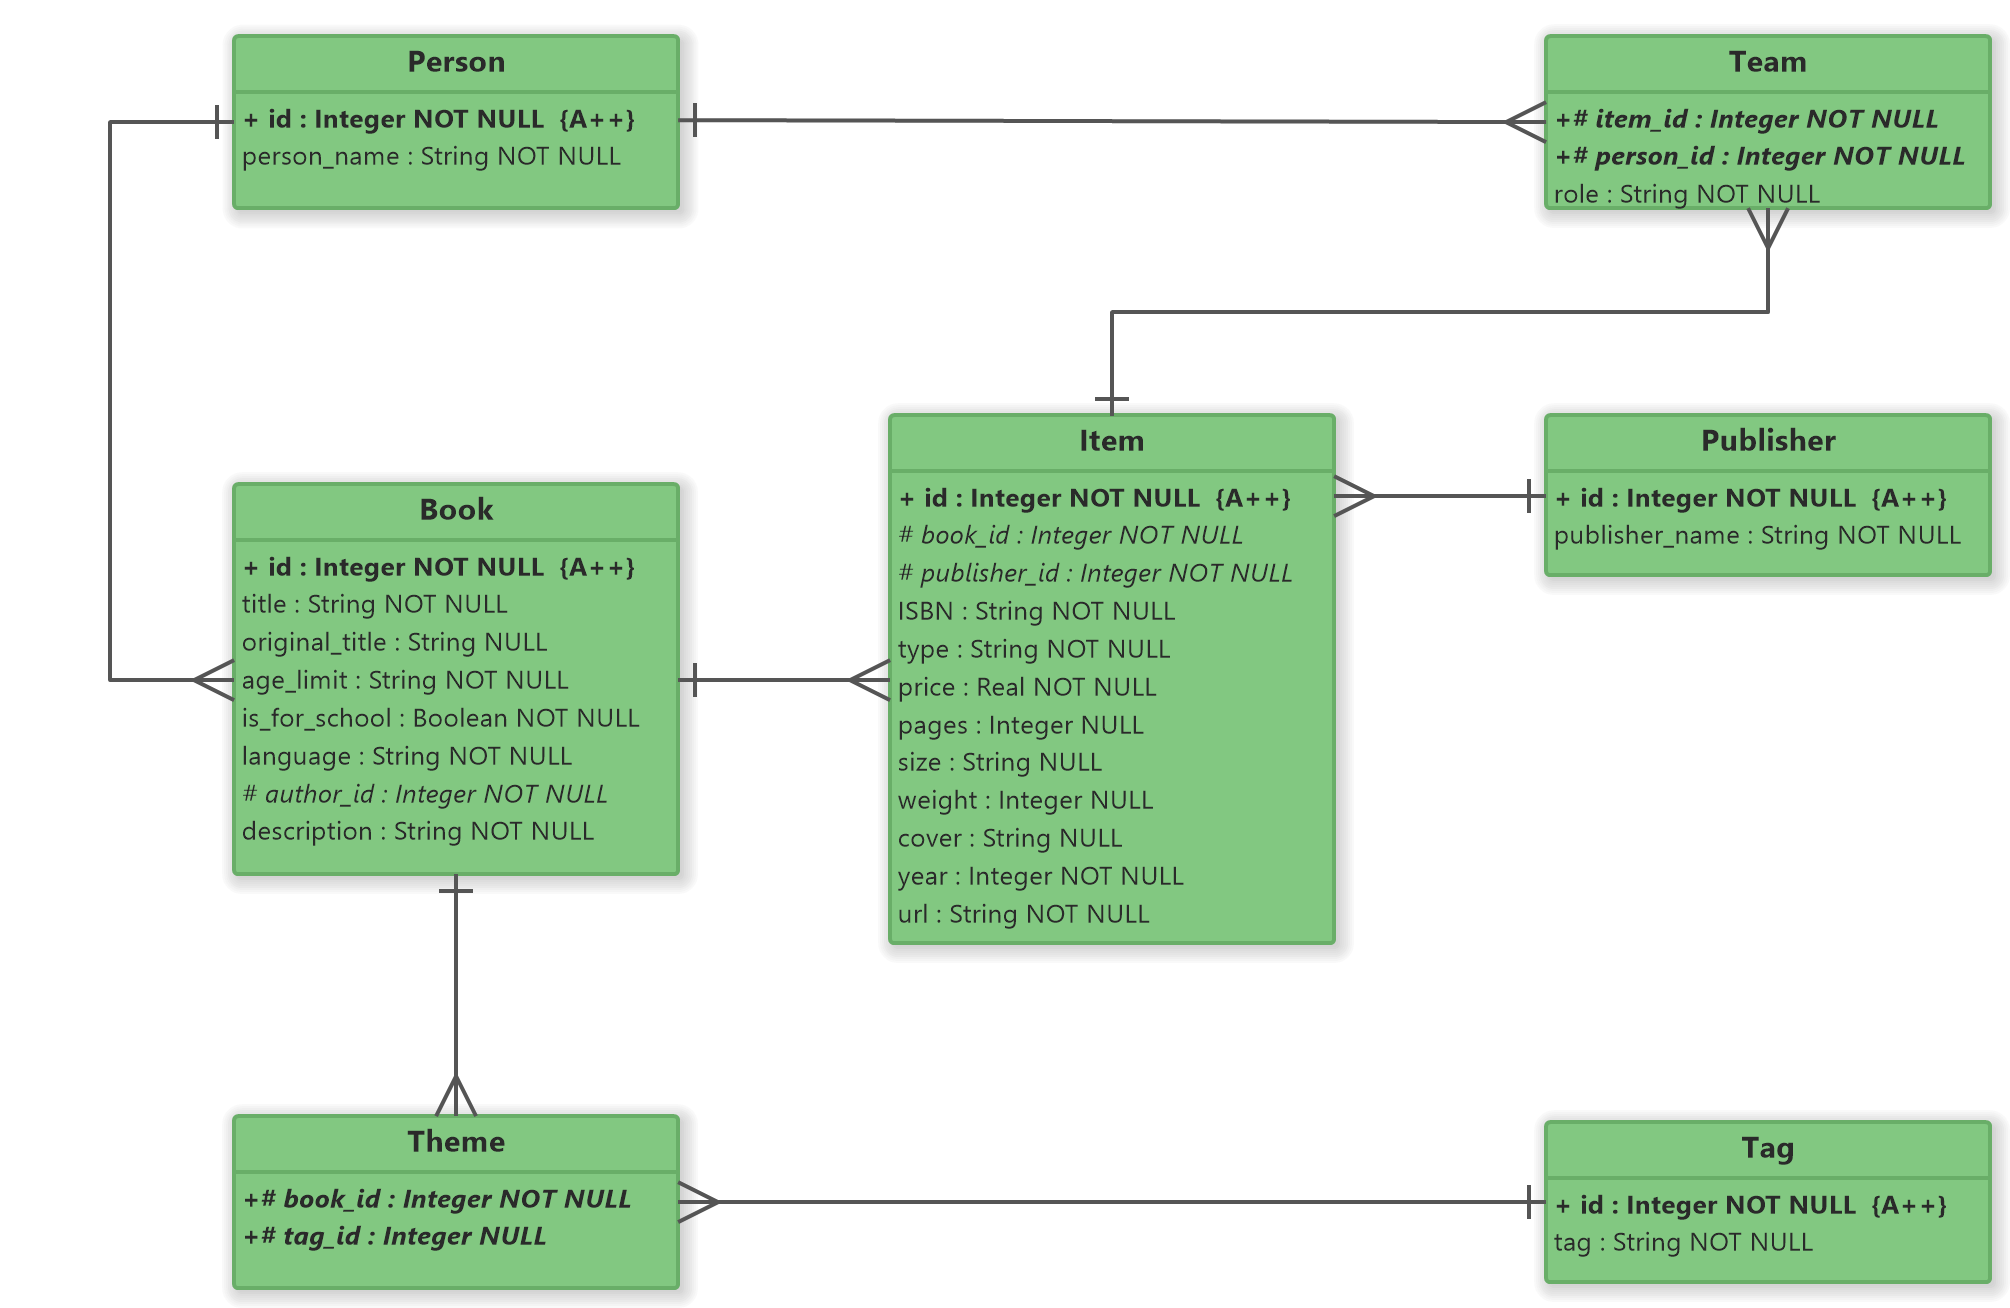 Person
+ id : Integer NOT NULL {A++}
person_name : String NOT NULL
Team
+# item_id : Integer NOT NULL
+# person_id : Integer NOT NULL
role : String NOT NULL
Book
+ id : Integer NOT NULL {A++}
title : String NOT NULL
original_title : String NULL
age_limit : String NOT NULL
is_for_school : Boolean NOT NULL
language : String NOT NULL
# author_id : Integer NOT NULL
description : String NOT NULL
Item
+ id : Integer NOT NULL {A++}
# book_id : Integer NOT NULL
# publisher_id : Integer NOT NULL
ISBN : String NOT NULL
type : String NOT NULL
price : Real NOT NULL
pages : Integer NULL
size : String NULL
weight : Integer NULL
cover : String NULL
year : Integer NOT NULL
url : String NOT NULL
Publisher
+ id : Integer NOT NULL {A++}
publisher_name : String NOT NULL
Theme
+# book_id : Integer NOT NULL
+# tag_id : Integer NULL
Tag
+ id : Integer NOT NULL {A++}
tag : String NOT NULL